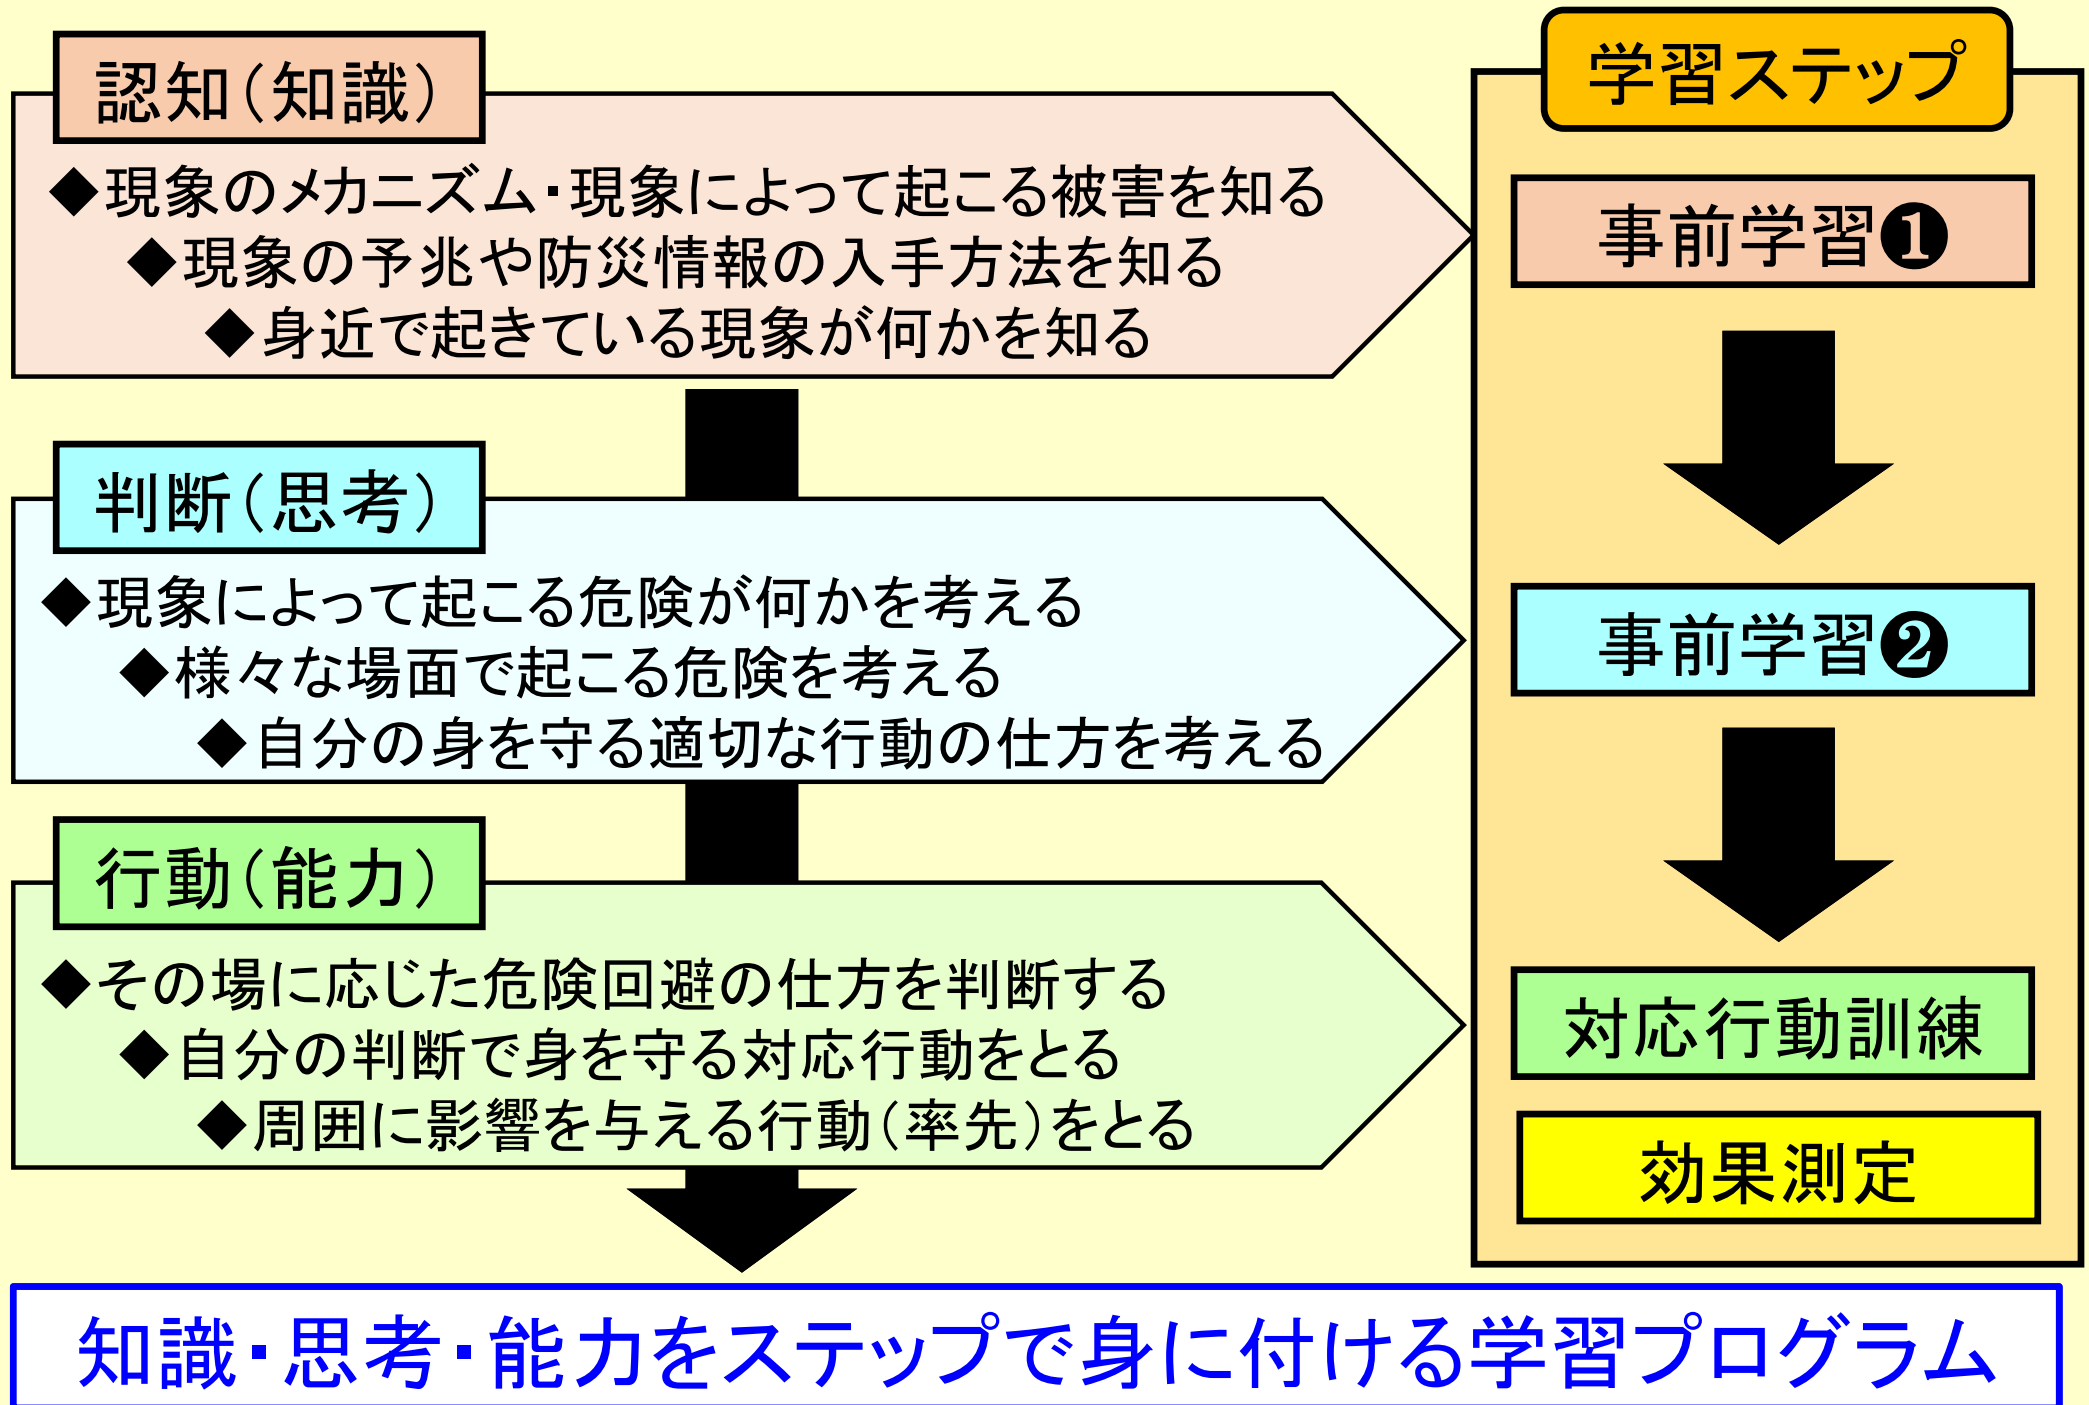 認知(知識)
◆現象のメカニズム・現象によって起こる被害を知る
◆現象の予兆や防災情報の入手方法を知る
◆身近で起きている現象が何かを知る
判断(思考)
◆現象によって起こる危険が何かを考える
◆様々な場面で起こる危険を考える
◆自分の身を守る適切な行動の仕方を考える
行動(能力)
◆その場に応じた危険回避の仕方を判断する
◆自分の判断で身を守る対応行動をとる
◆周囲に影響を与える行動(率先)をとる
学習ステップ
事前学習❶
事前学習❷
対応行動訓練
効果測定
知識・思考・能力をステップで身に付ける学習プログラム